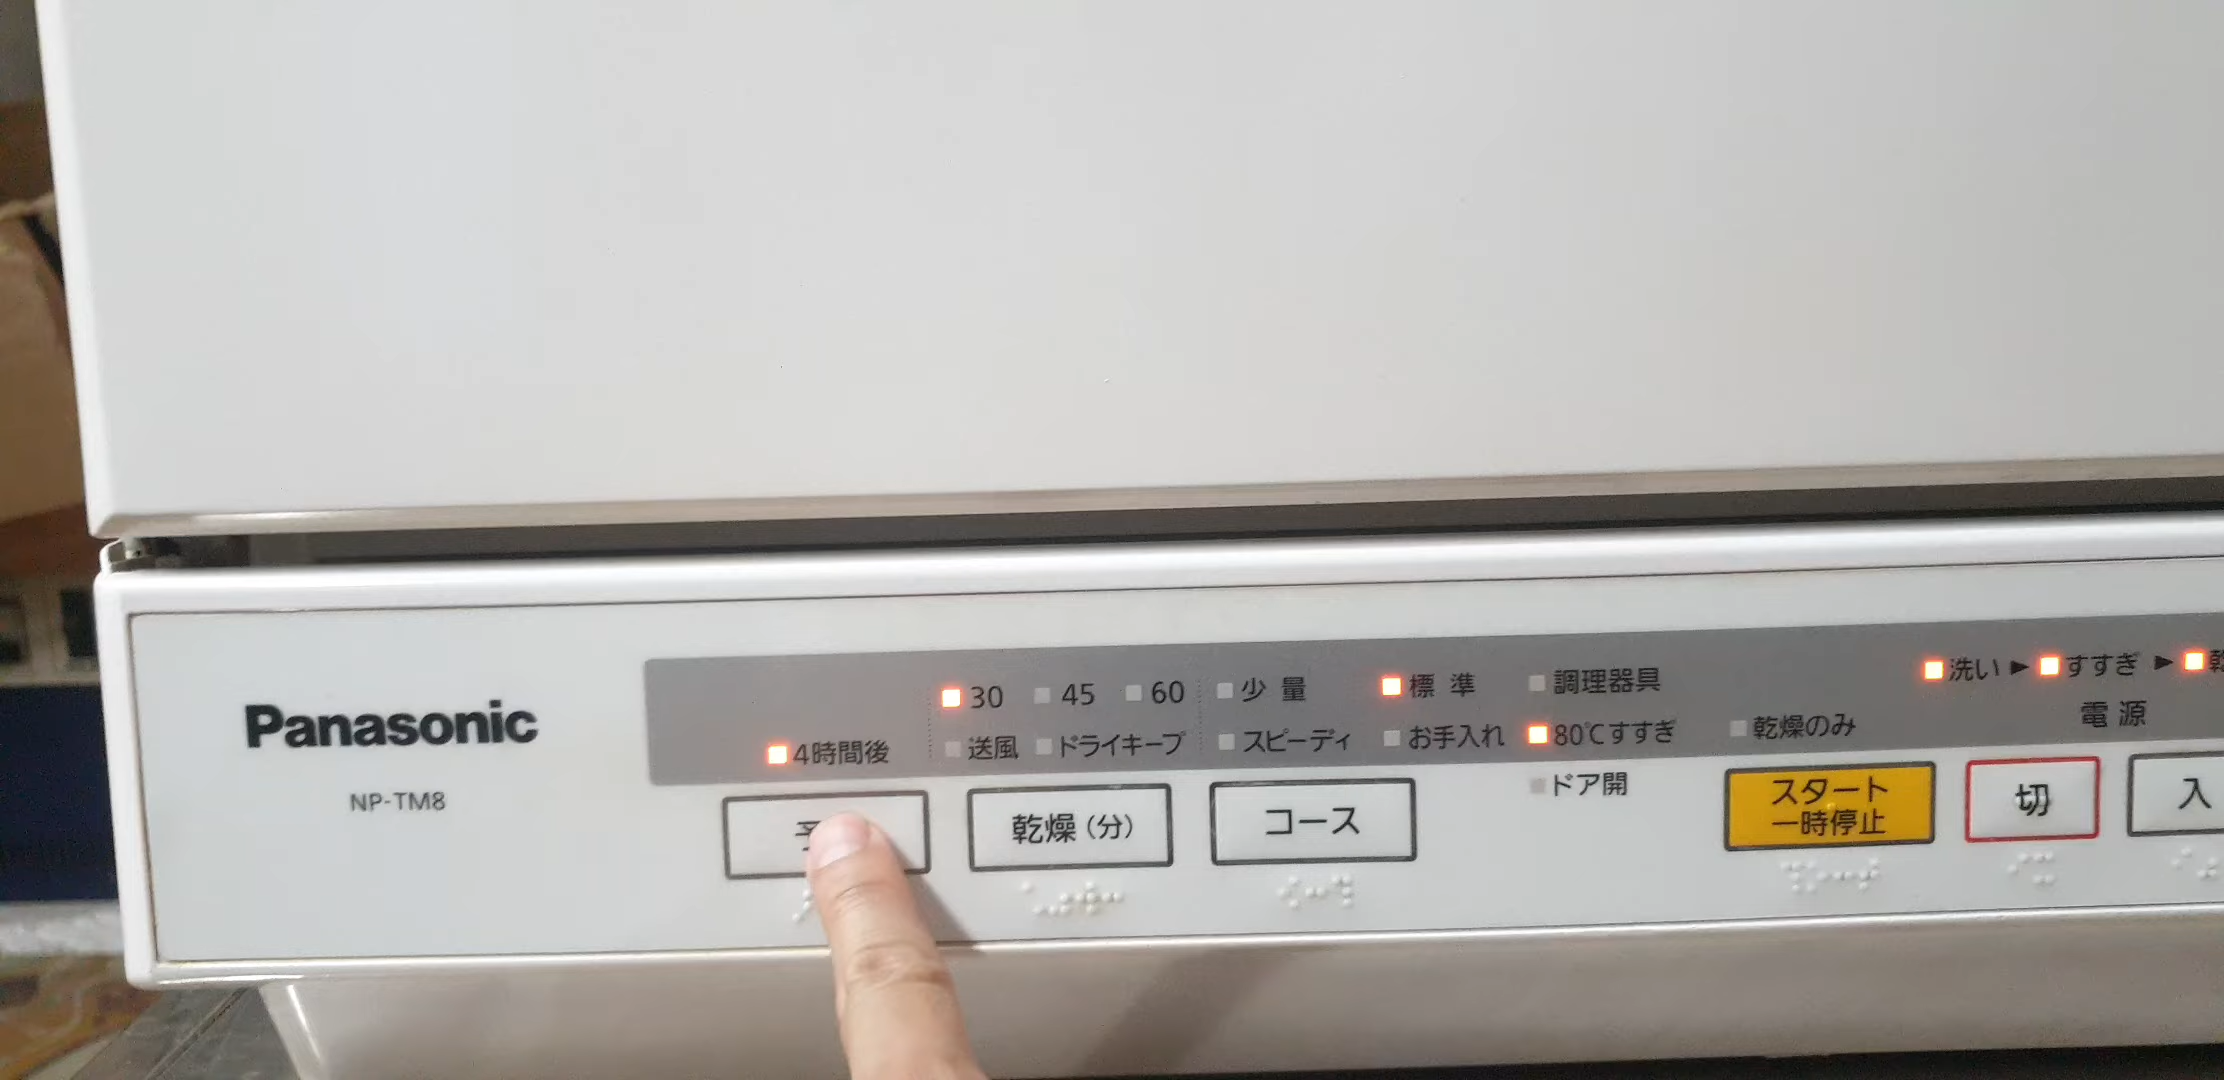 Panasonic
NP-TM8
4時間後
30 45 60
送風 ドライキープ
少量 標準 調理器具
スピーディ お手入れ 80℃すすぎ 乾燥のみ
ドア開
洗い ▶ すすぎ ▶
電源
乾燥(分)
コース
スタート
一時停止
切
入